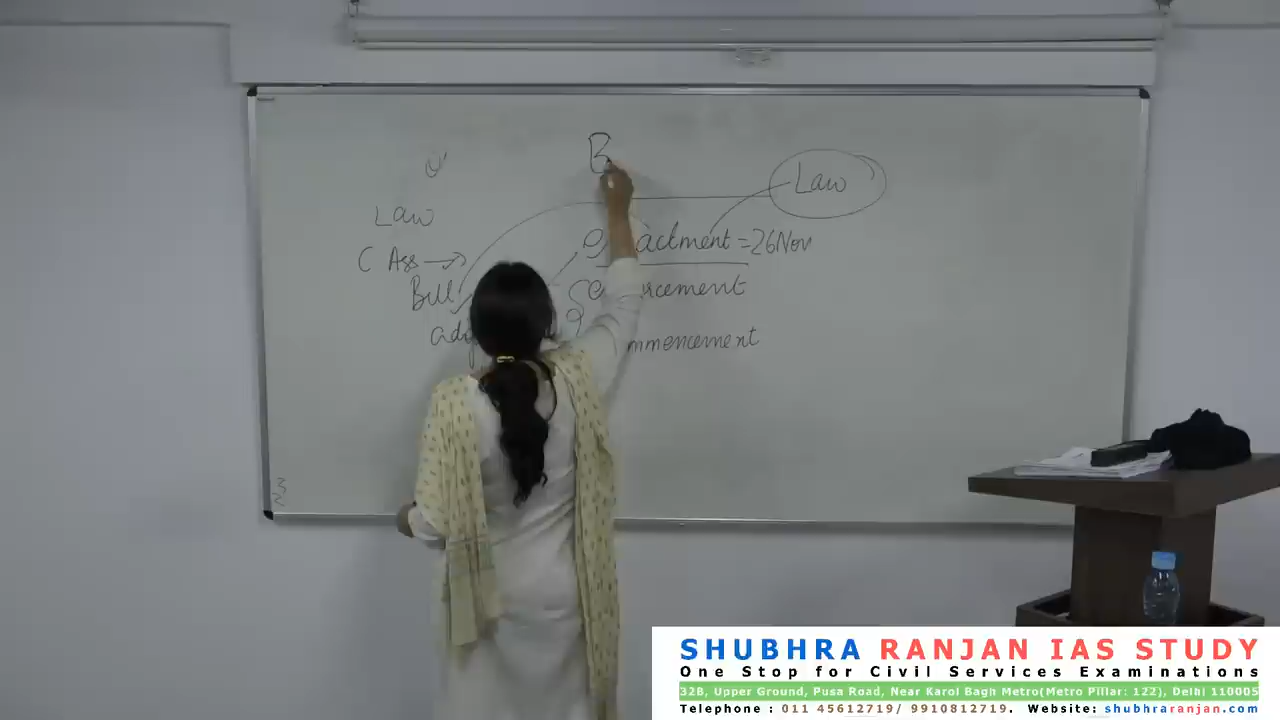 B
Law
Law
enactment = 26 Nov
C Ass →
Bill
enforcement
commencement
SHUBHRA RANJAN IAS STUDY
One Stop for Civil Services Examinations
32B, Upper Ground, Pusa Road, Near Karol Bagh Metro(Metro Pillar: 122), Delhi 110005
Telephone : 011 45612719/ 9910812719. Website: shubhraranjan.com